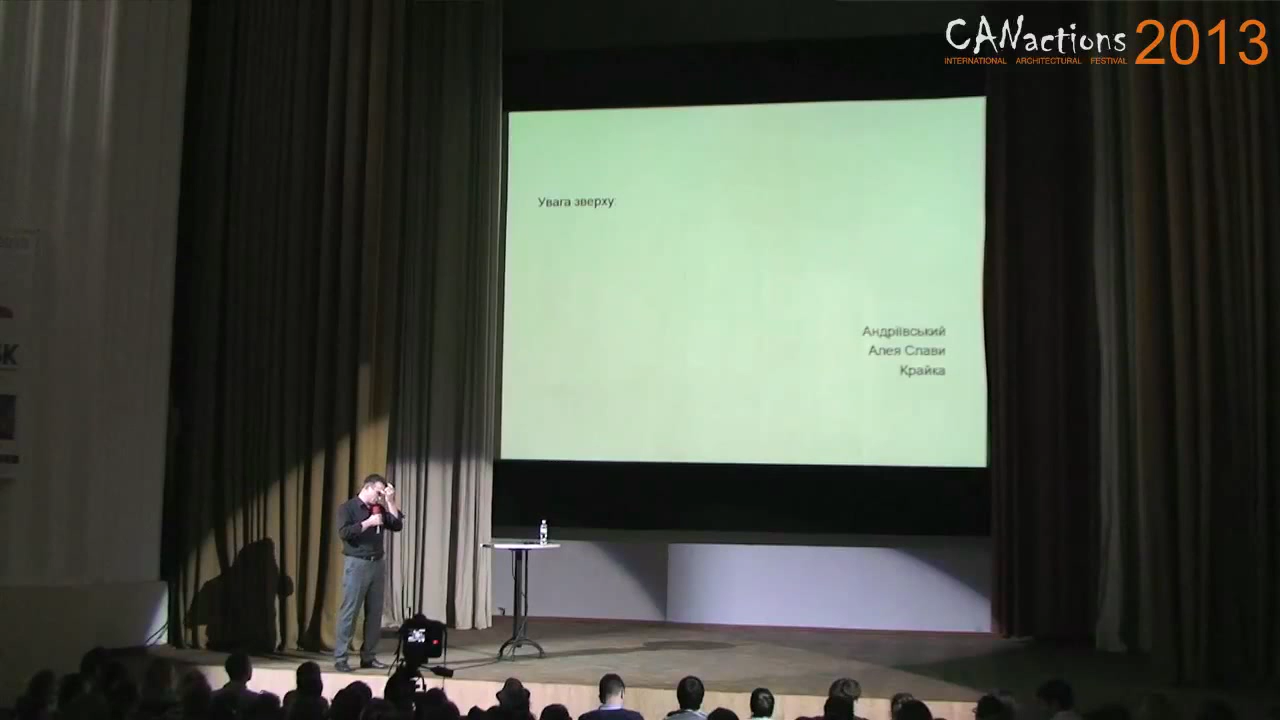 CANactions 2013
INTERNATIONAL ARCHITECTURAL FESTIVAL
Увага зверху:
Андріївський
Алея Слави
Крайка